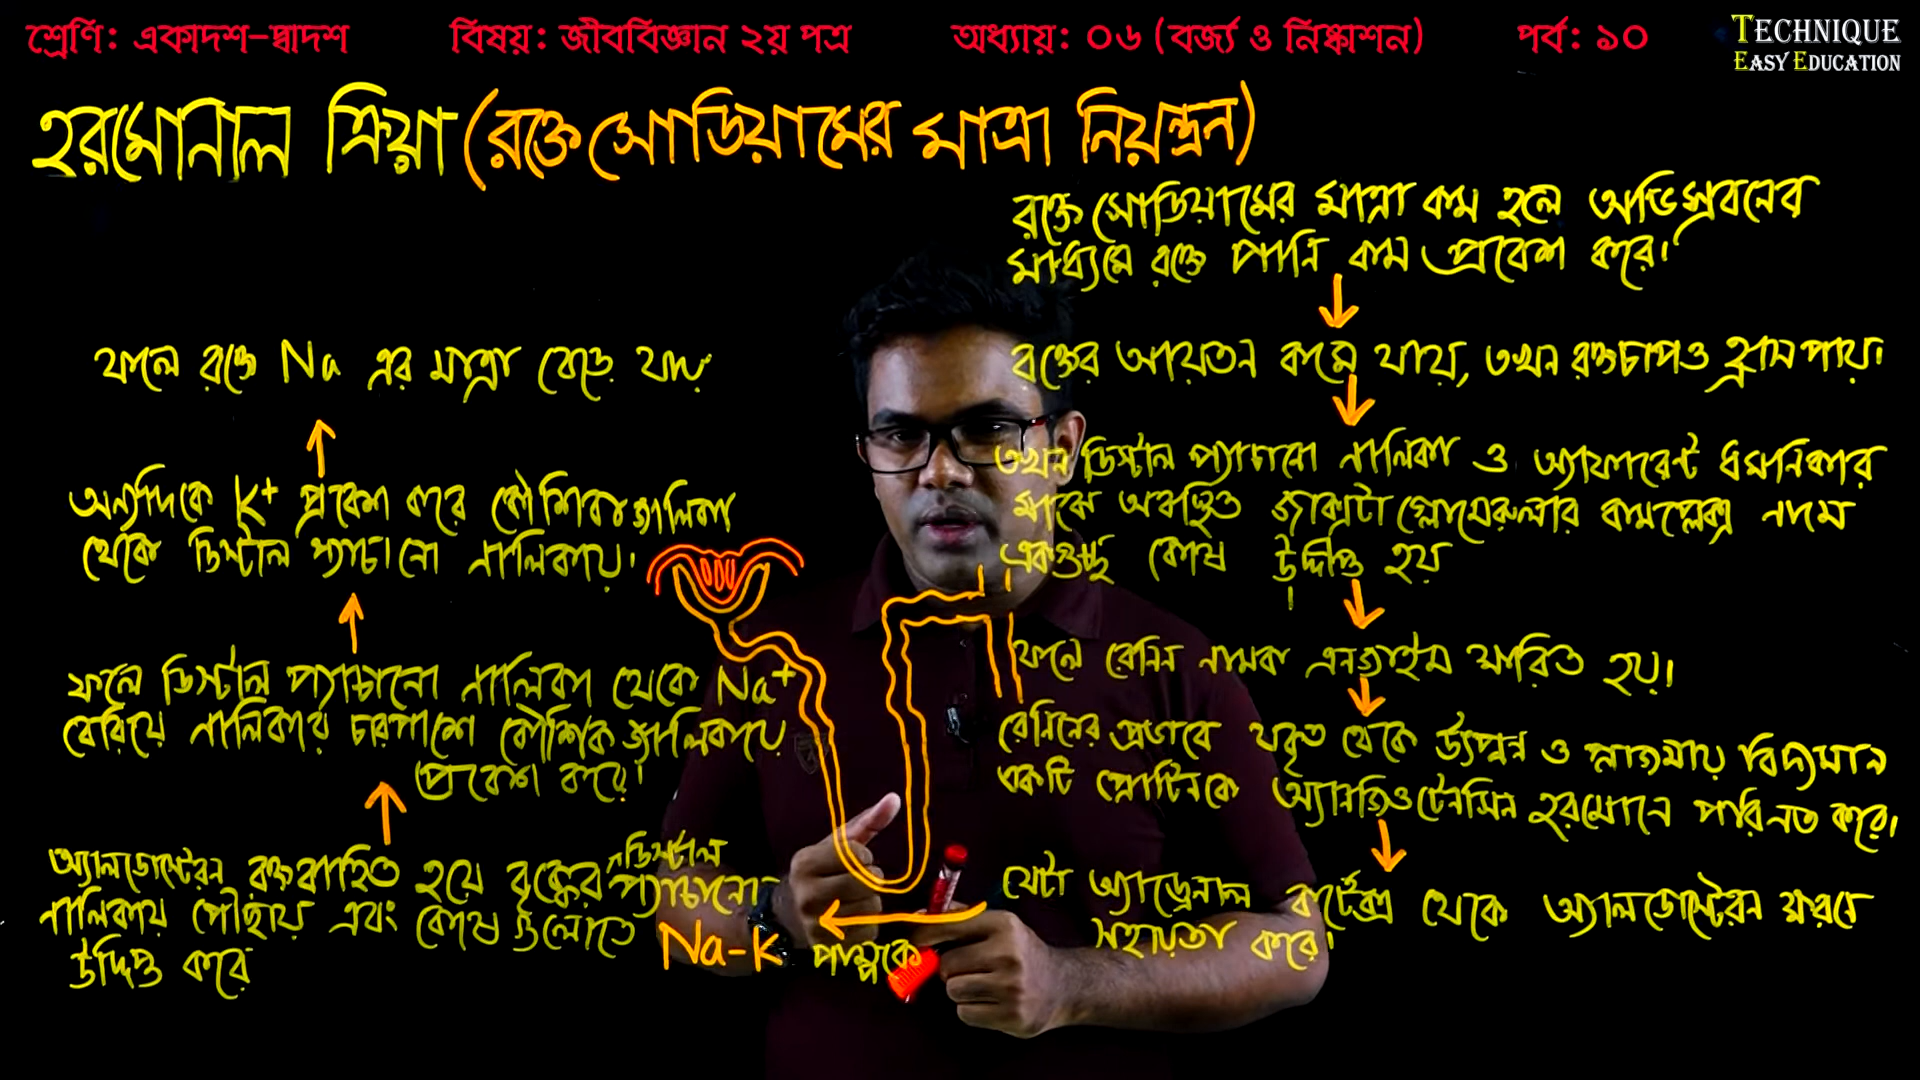 শ্রেণি: একাদশ-দ্বাদশ
বিষয়: জীববিজ্ঞান ২য় পত্র
অধ্যায়: ০৬ (বর্জ্য ও নিষ্কাশন)
পর্ব: ১০
TECHNIQUE
EASY EDUCATION
হরমোনাল ক্রিয়া (রক্তে সোডিয়ামের মাত্রা নিয়ন্ত্রন)
রক্তে সোডিয়ামের মাত্রা কম হলে অভিস্রবনের
মাধ্যমে রক্তে পানি কম প্রবেশ করে।
রক্তের আয়তন কমে যায়, তখন রক্তচাপও হ্রাস পায়।
তখন ডিস্টাল প্যাচানো নালিকা ও অ্যাফারেন্ট ধমনিকার
মাঝে অবস্থিত জাক্সটাগ্লোমেরুলার কমপ্লেক্স নামে
একগুচ্ছ কোষ উদ্দীপ্ত হয়
ফলে রেনিন নামক এনজাইম ক্ষরিত হয়।
রেনিনের প্রভাবে যকৃত থেকে উৎপন্ন ও প্লাজমায় বিদ্যমান
একটি প্রোটিনকে অ্যানজিওটেনসিন হরমোনে পরিনত করে।
যেটা অ্যাড্রেনাল কর্টেক্স থেকে অ্যালডোস্টেরন ক্ষরণে
সহায়তা করে।
অ্যালডোস্টেরন রক্তবাহিত হয়ে বৃক্কের ডিস্টাল প্যাচানো
নালিকায় পৌছায় এবং কোষ গুলোতে Na-K পাম্পকে
উদ্দিপ্ত করে
ফলে ডিস্টাল প্যাচানো নালিকা থেকে Na+
বেরিয়ে নালিকার চারপাশে কৌশিক জালিকায়
প্রবেশ করে।
অন্যদিকে K+ প্রবেশ করে কৌশিক জালিকা
থেকে ডিস্টাল প্যাচানো নালিকায়।
ফলে রক্তে Na এর মাত্রা বেড়ে যায়